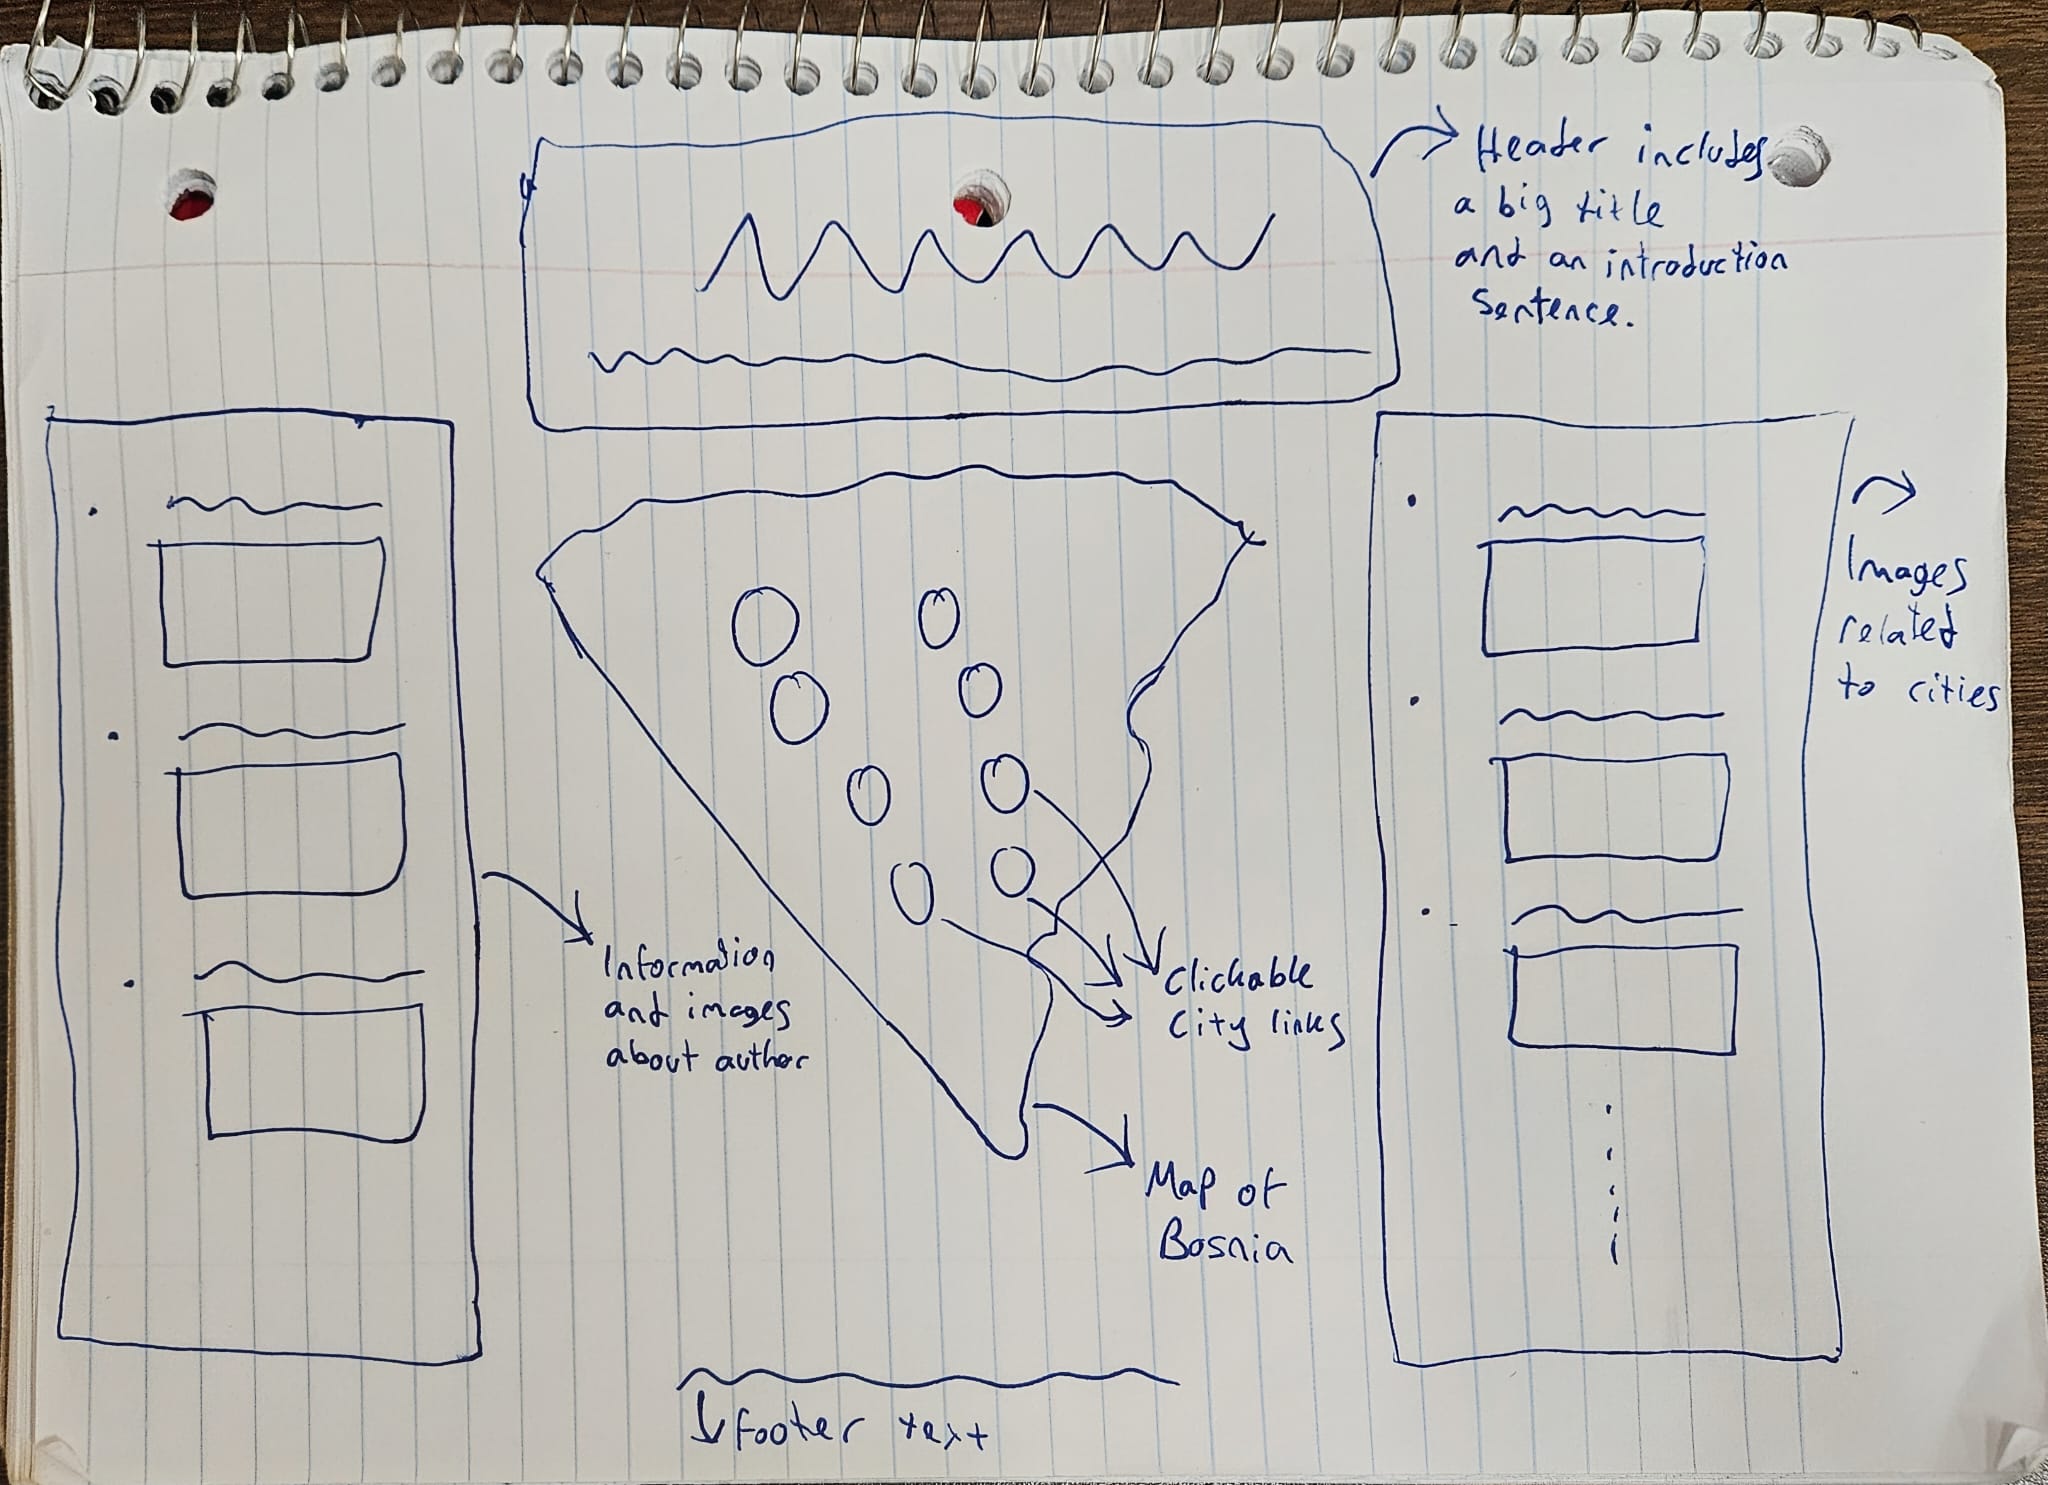 Header includes
a big title
and an introduction
Sentence.
Images
related
to cities
Information
and images
about author
Clickable
City links
Map of
Bosnia
footer text